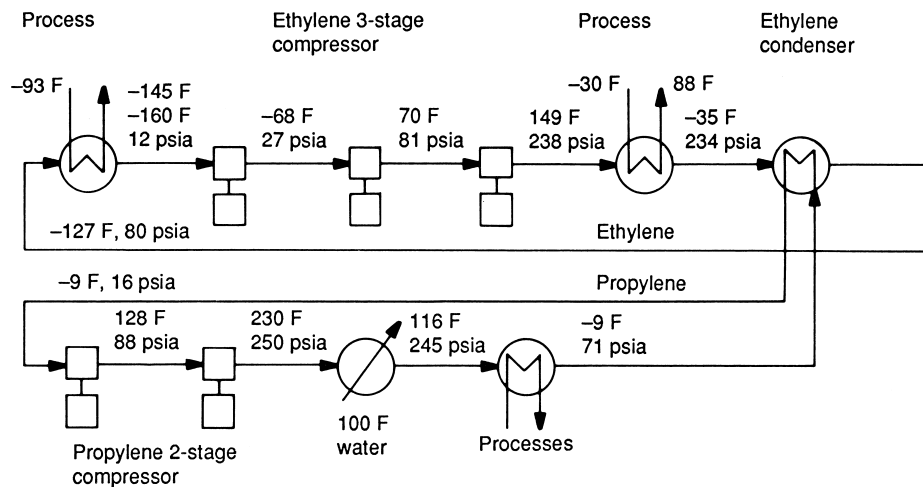 Process
Ethylene 3-stage
compressor
Process
Ethylene
condenser
–93 F
–145 F
–160 F
12 psia
–68 F
27 psia
70 F
81 psia
149 F
238 psia
–30 F
88 F
–35 F
234 psia
–127 F, 80 psia
Ethylene
–9 F, 16 psia
Propylene
128 F
88 psia
230 F
250 psia
116 F
245 psia
–9 F
71 psia
100 F
water
Processes
Propylene 2-stage
compressor